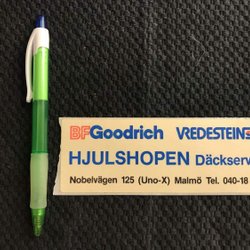 BFGoodrich VREDESTEIN
HJULSHOPEN Däckserv
Nobelvägen 125 (Uno-X) Malmö Tel. 040-18